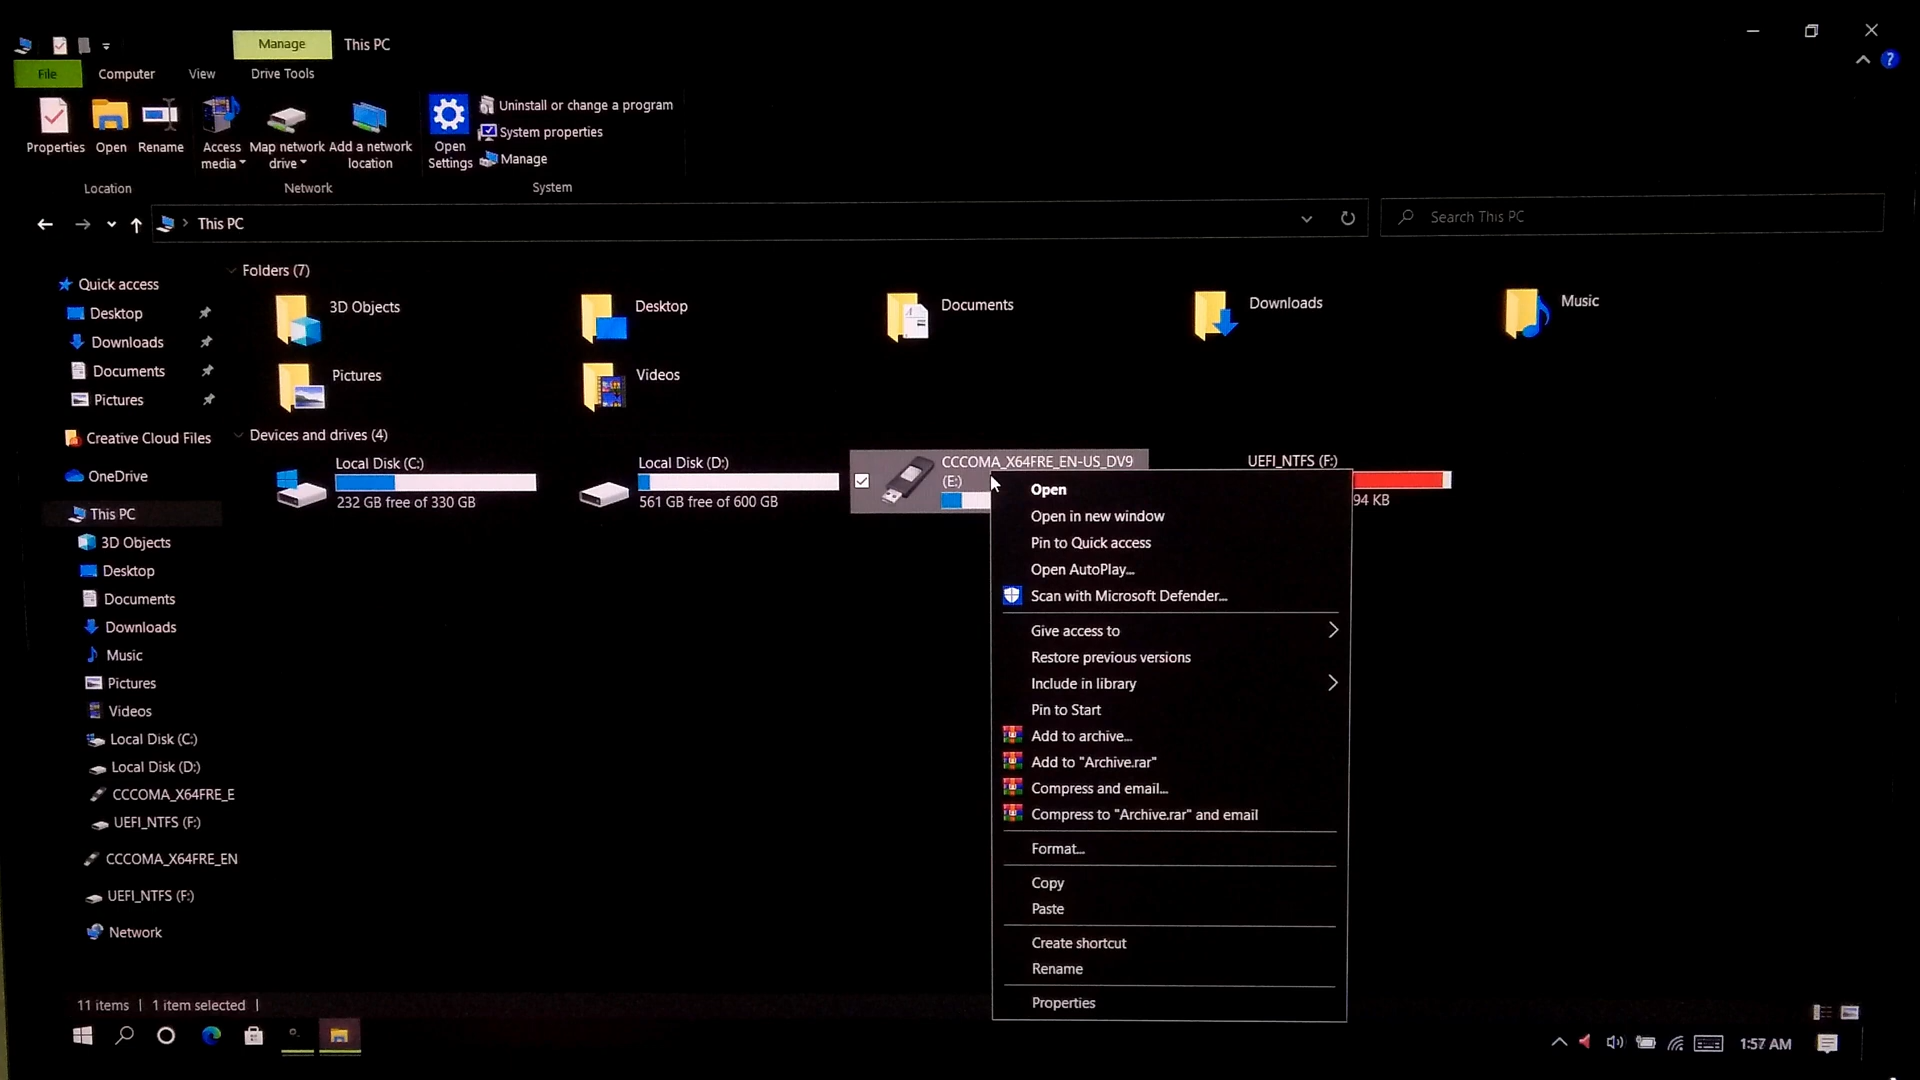 Manage
This PC
File
Computer
View
Drive Tools
Properties
Open
Rename
Access
media
Map network
drive
Add a network
location
Open
Settings
Uninstall or change a program
System properties
Manage
Location
Network
System
This PC
Search This PC
Quick access
Desktop
Downloads
Documents
Pictures
Creative Cloud Files
OneDrive
This PC
3D Objects
Desktop
Documents
Downloads
Music
Pictures
Videos
Local Disk (C:)
Local Disk (D:)
CCCOMA_X64FRE_E
UEFI_NTFS (F:)
CCCOMA_X64FRE_EN
UEFI_NTFS (F:)
Network
Folders (7)
3D Objects
Desktop
Documents
Downloads
Music
Pictures
Videos
Devices and drives (4)
Local Disk (C:)
232 GB free of 330 GB
Local Disk (D:)
561 GB free of 600 GB
CCCOMA_X64FRE_EN-US_DV9
(E:)
UEFI_NTFS (F:)
94 KB
Open
Open in new window
Pin to Quick access
Open AutoPlay...
Scan with Microsoft Defender...
Give access to
Restore previous versions
Include in library
Pin to Start
Add to archive...
Add to "Archive.rar"
Compress and email...
Compress to "Archive.rar" and email
Format...
Copy
Paste
Create shortcut
Rename
Properties
11 items
1 item selected
1:57 AM